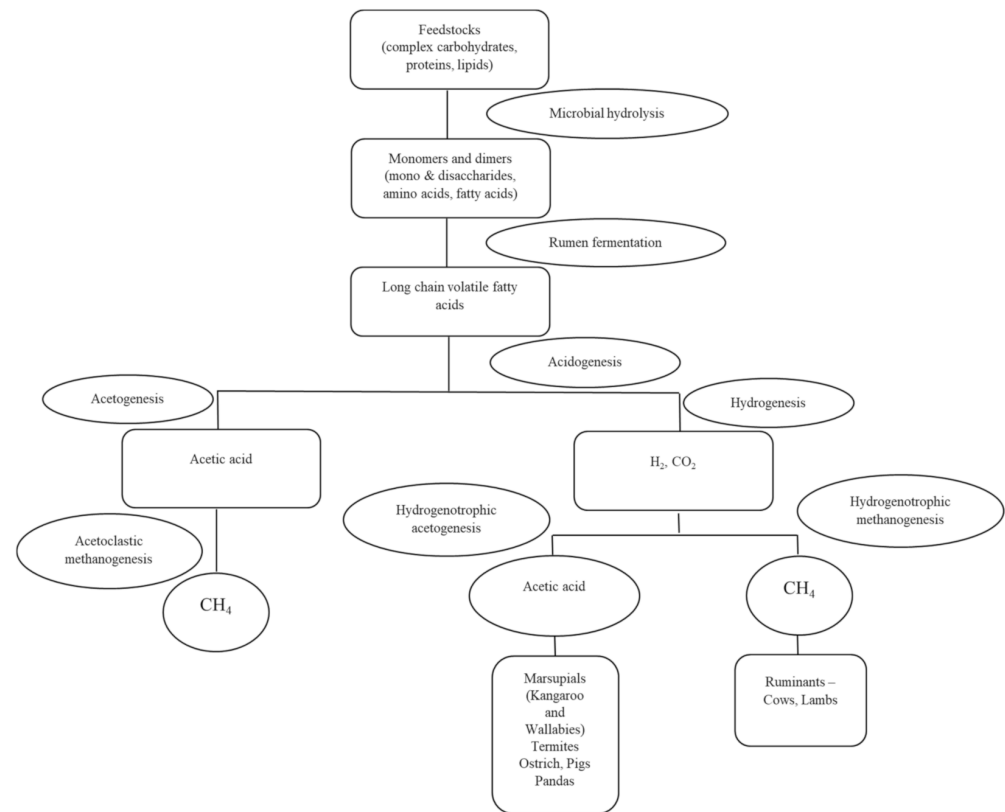 Feedstocks
(complex carbohydrates,
proteins, lipids)
Microbial hydrolysis
Monomers and dimers
(mono & disaccharides,
amino acids, fatty acids)
Rumen fermentation
Long chain volatile fatty
acids
Acidogenesis
Acetogenesis
Hydrogenesis
Acetic acid
H₂, CO₂
Hydrogenotrophic
acetogenesis
Hydrogenotrophic
methanogenesis
Acetoclastic
methanogenesis
CH₄
Acetic acid
CH₄
Marsupials
(Kangaroo
and
Wallabies)
Termites
Ostrich, Pigs
Pandas
Ruminants –
Cows, Lambs